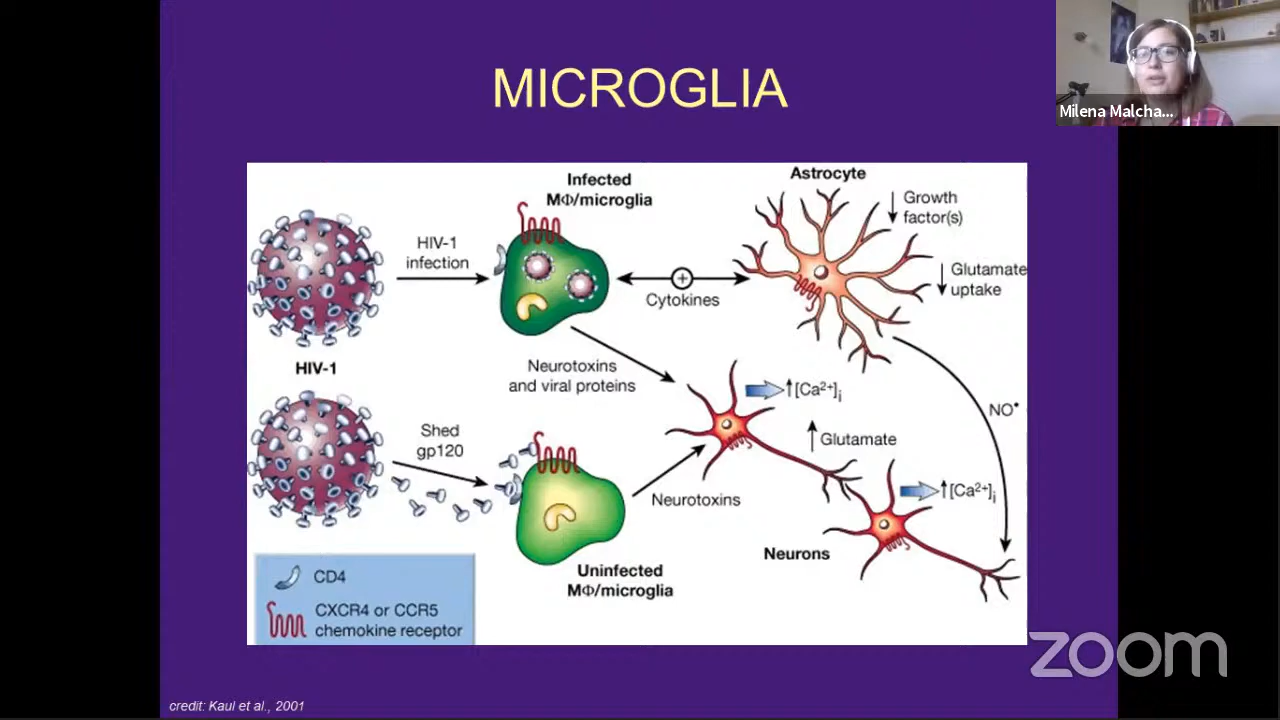 MICROGLIA
Milena Malcha...
Infected
MΦ/microglia
Astrocyte
Growth
factor(s)
HIV-1
infection
Glutamate
uptake
Cytokines
HIV-1
Neurotoxins
and viral proteins
[Ca²⁺]i
NO•
Shed
gp120
Glutamate
[Ca²⁺]i
Neurotoxins
Neurons
Uninfected
MΦ/microglia
CD4
CXCR4 or CCR5
chemokine receptor
zoom
credit: Kaul et al., 2001